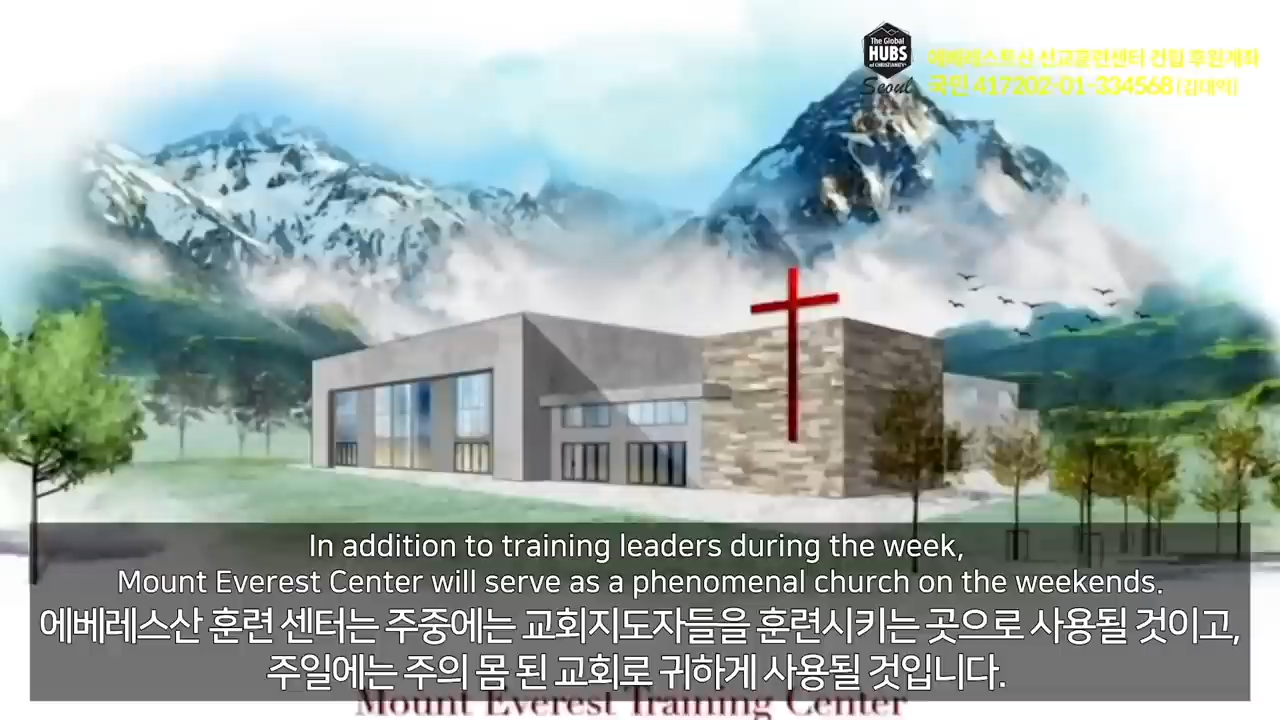 The Global
HUBS
of CHRISTIANITY
Seoul
에베레스트산 선교훈련센터 건립 후원계좌
국민 417202-01-334568 (김대억)
In addition to training leaders during the week,
Mount Everest Center will serve as a phenomenal church on the weekends.
에베레스산 훈련 센터는 주중에는 교회지도자들을 훈련시키는 곳으로 사용될 것이고,
주일에는 주의 몸 된 교회로 귀하게 사용될 것입니다.
Mount Everest Training Center